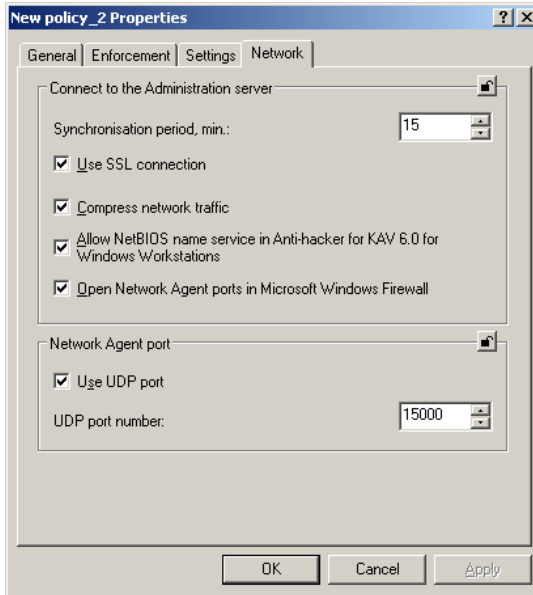 New policy_2 Properties
General Enforcement Settings Network
Connect to the Administration server
Synchronisation period, min.: 15
Use SSL connection
Compress network traffic
Allow NetBIOS name service in Anti-hacker for KAV 6.0 for
Windows Workstations
Open Network Agent ports in Microsoft Windows Firewall
Network Agent port
Use UDP port
UDP port number: 15000
OK Cancel Apply